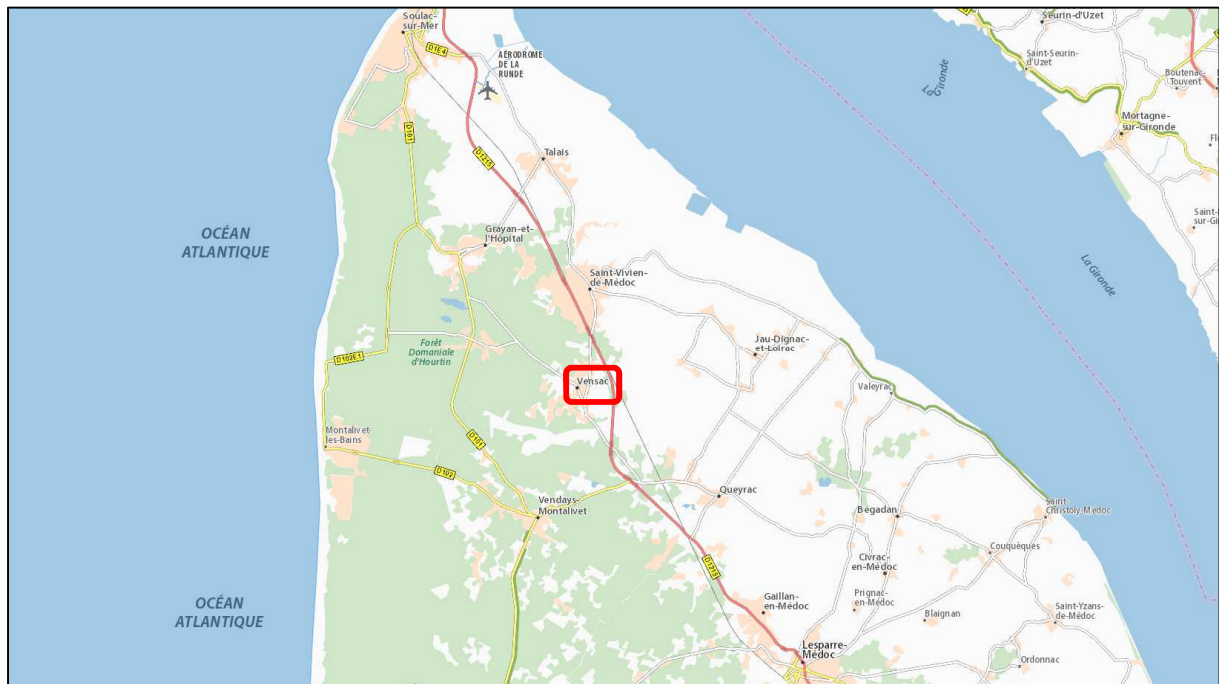 Soulac-
sur-Mer
D1E4
AÉRODROME
DE LA
RUNDE
D101
D1215
Talais
La Gironde
Seurin-d'Uzet
Saint-Seurin-
d'Uzet
Boutenac-
Touvent
Mortagne-
sur-Gironde
OCÉAN
ATLANTIQUE
Grayan-et-
l'Hôpital
Saint-Vivien-
de-Médoc
La Gironde
Forêt
Domaniale
d'Hourtin
D102E1
Jau-Dignac-
et-Loirac
Vensac
Valeyrac
Montalivet-
les-Bains
D101
D102
Vendays-
Montalivet
Queyrac
Bégadan
Saint-
Christoly-Médoc
Couquèques
Civrac-
en-Médoc
D1215
OCÉAN
ATLANTIQUE
Gaillan-
en-Médoc
Prignac-
en-Médoc
Blaignan
Saint-Yzans-
de-Médoc
Lesparre-
Médoc
Ordonnac